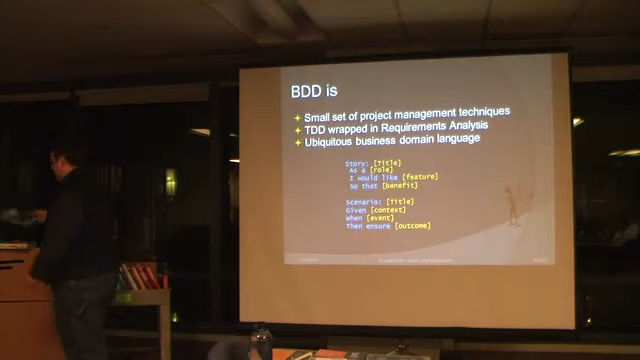 BDD is
Small set of project management techniques
TDD wrapped in Requirements Analysis
Ubiquitous business domain language
Story: [Title]
As a [role]
I would like [feature]
So that [benefit]
Scenario: [Title]
Given [context]
When [event]
Then ensure [outcome]